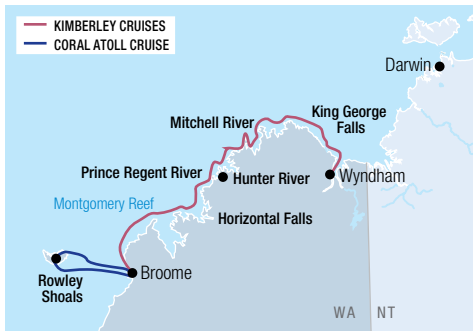 KIMBERLEY CRUISES
CORAL ATOLL CRUISE
Darwin
King George
Falls
Mitchell River
Prince Regent River
Hunter River
Wyndham
Montgomery Reef
Horizontal Falls
Rowley
Shoals
Broome
WA
NT